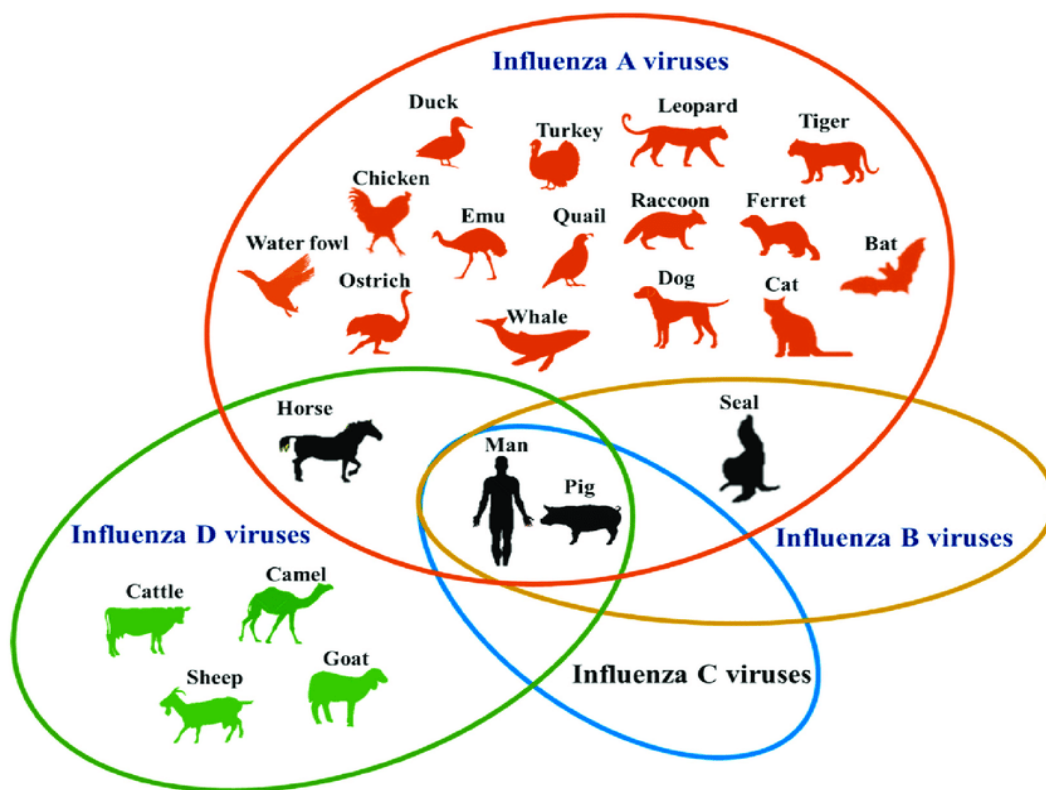 Influenza A viruses
Duck
Leopard
Turkey
Tiger
Chicken
Emu
Quail
Raccoon
Ferret
Water fowl
Bat
Ostrich
Dog
Cat
Whale
Horse
Seal
Man
Pig
Influenza D viruses
Influenza B viruses
Cattle
Camel
Goat
Sheep
Influenza C viruses